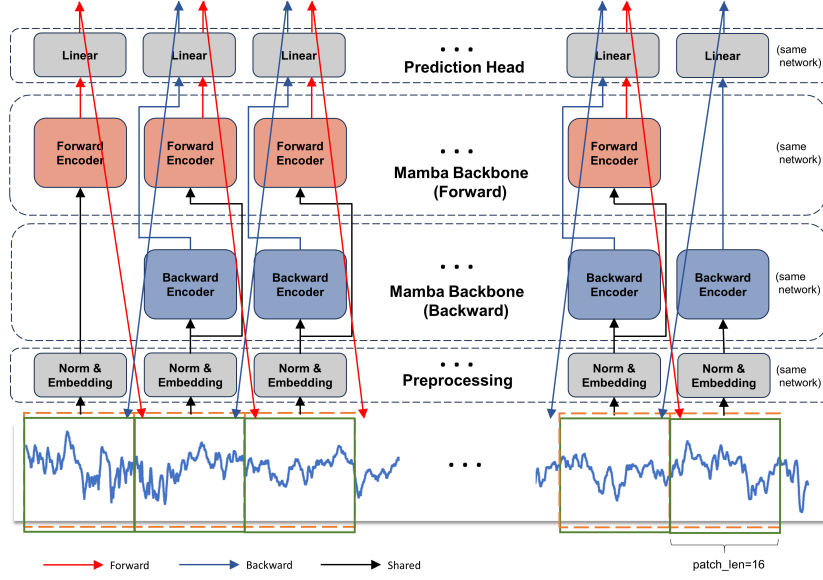 Linear
Linear
Linear
• • •
Prediction Head
Linear
Linear
(same
network)
Forward
Encoder
Forward
Encoder
Forward
Encoder
• • •
Mamba Backbone
(Forward)
Forward
Encoder
(same
network)
Backward
Encoder
Backward
Encoder
• • •
Mamba Backbone
(Backward)
Backward
Encoder
Backward
Encoder
(same
network)
Norm &
Embedding
Norm &
Embedding
Norm &
Embedding
• • •
Preprocessing
Norm &
Embedding
Norm &
Embedding
(same
network)
• • •
Forward
Backward
Shared
patch_len=16